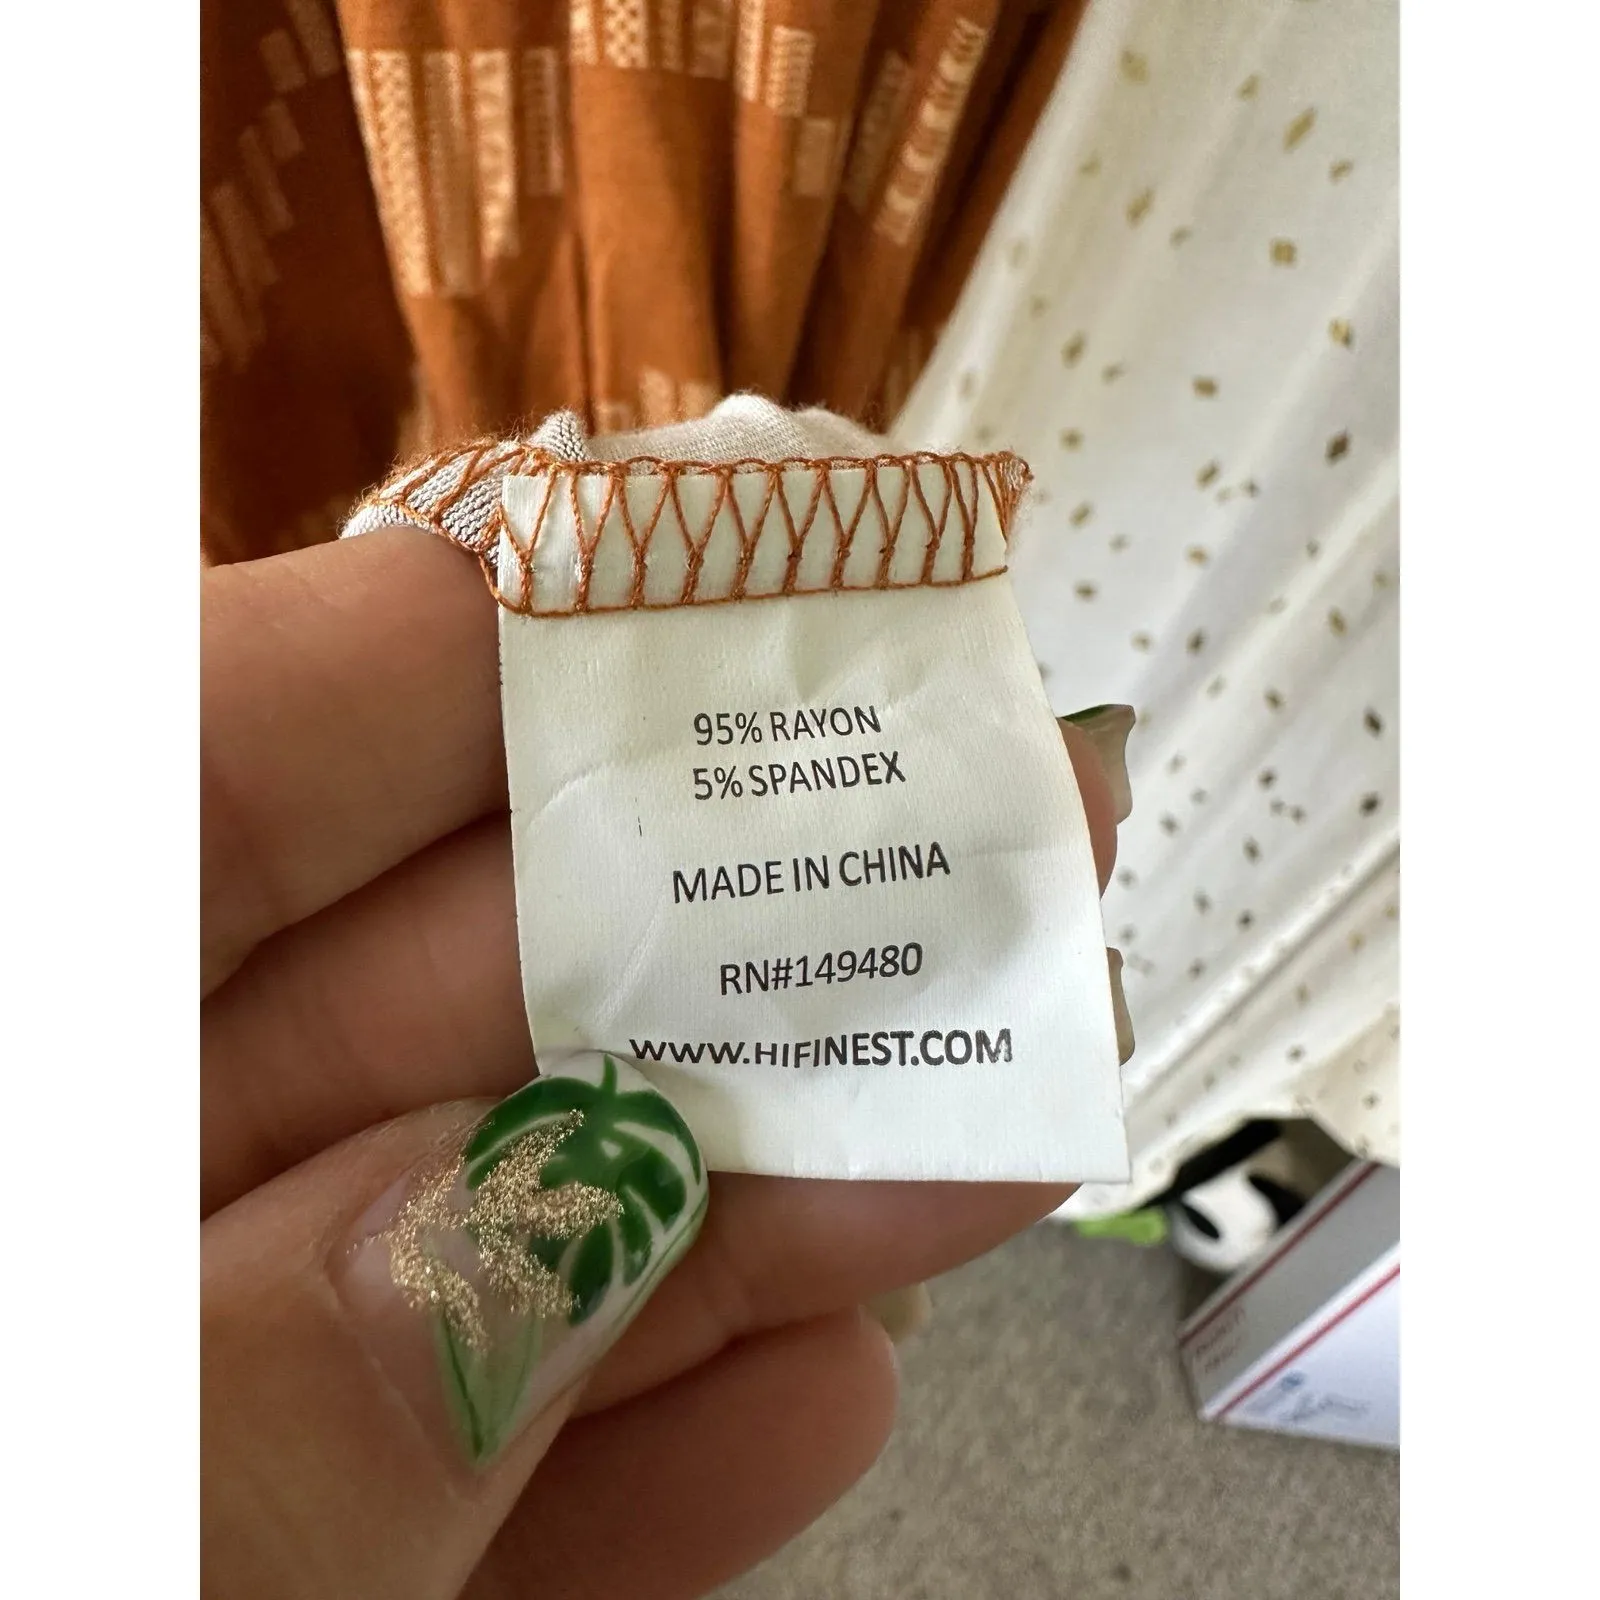 95% RAYON
5% SPANDEX
MADE IN CHINA
RN#149480
WWW.HIFINEST.COM